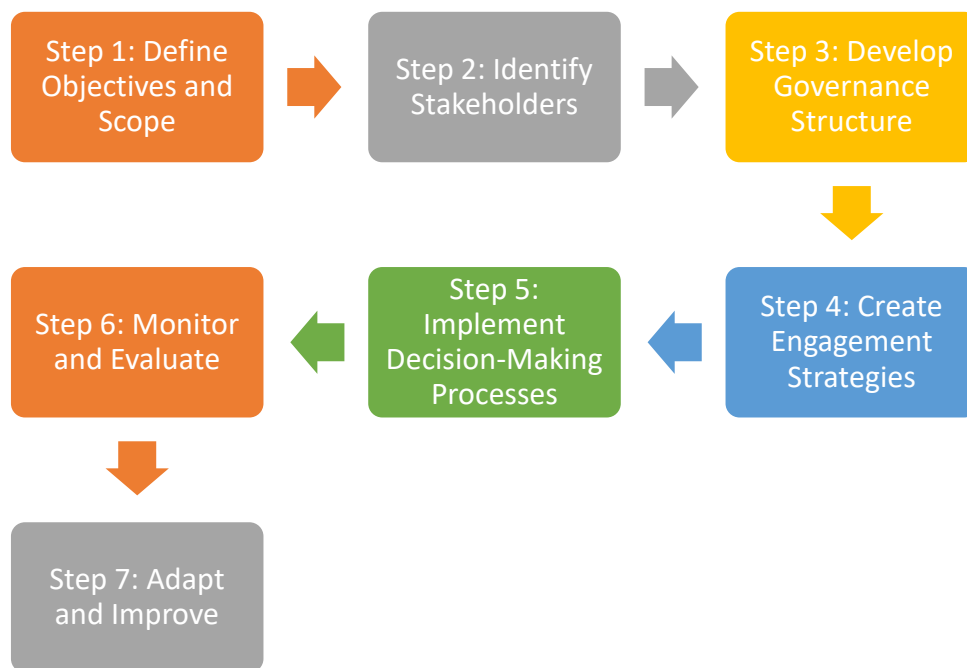 Step 1: Define
Objectives and
Scope
Step 2: Identify
Stakeholders
Step 3: Develop
Governance
Structure
Step 4: Create
Engagement
Strategies
Step 5:
Implement
Decision-Making
Processes
Step 6: Monitor
and Evaluate
Step 7: Adapt
and Improve